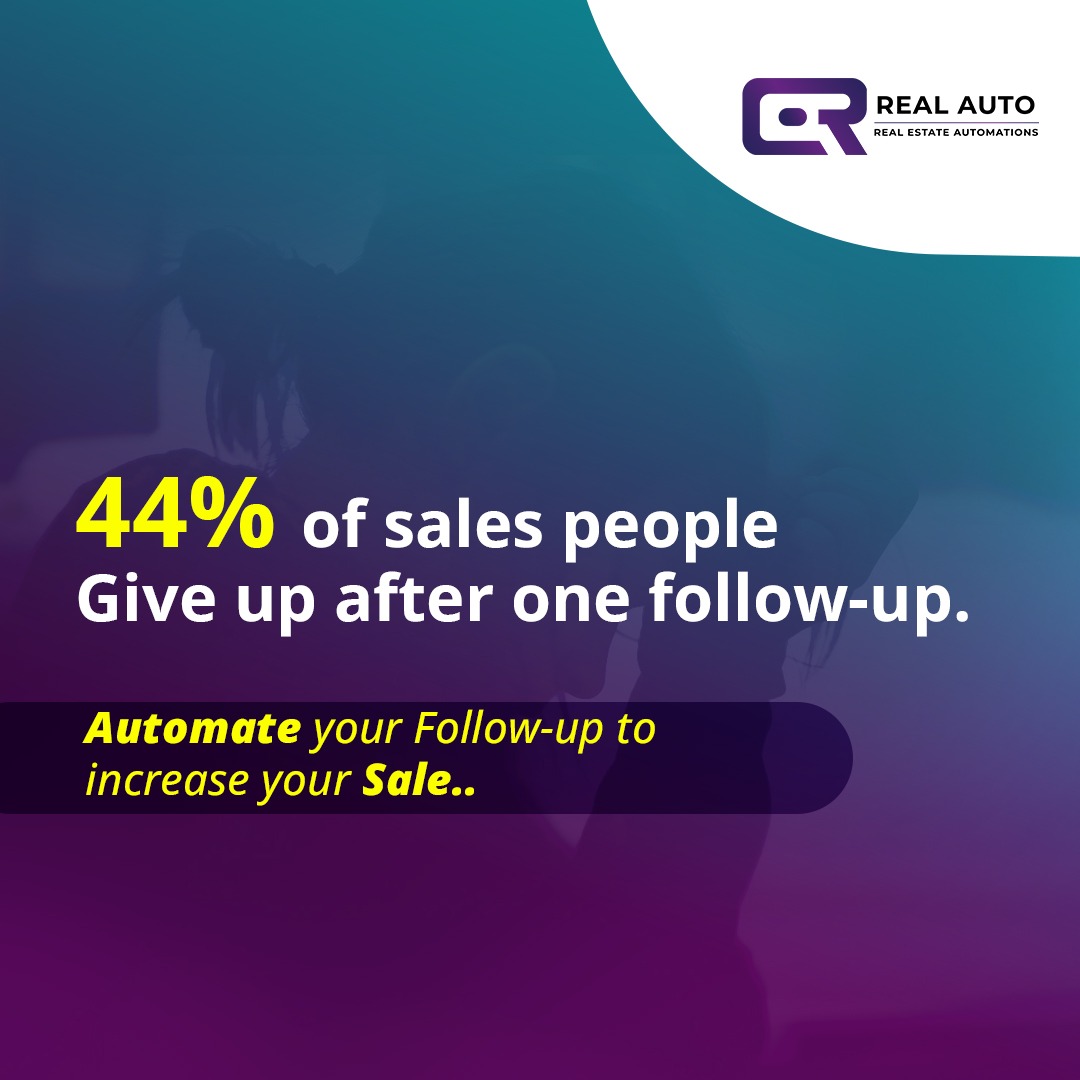 REAL AUTO
REAL ESTATE AUTOMATIONS
44% of sales people
Give up after one follow-up.
Automate your Follow-up to
increase your Sale..